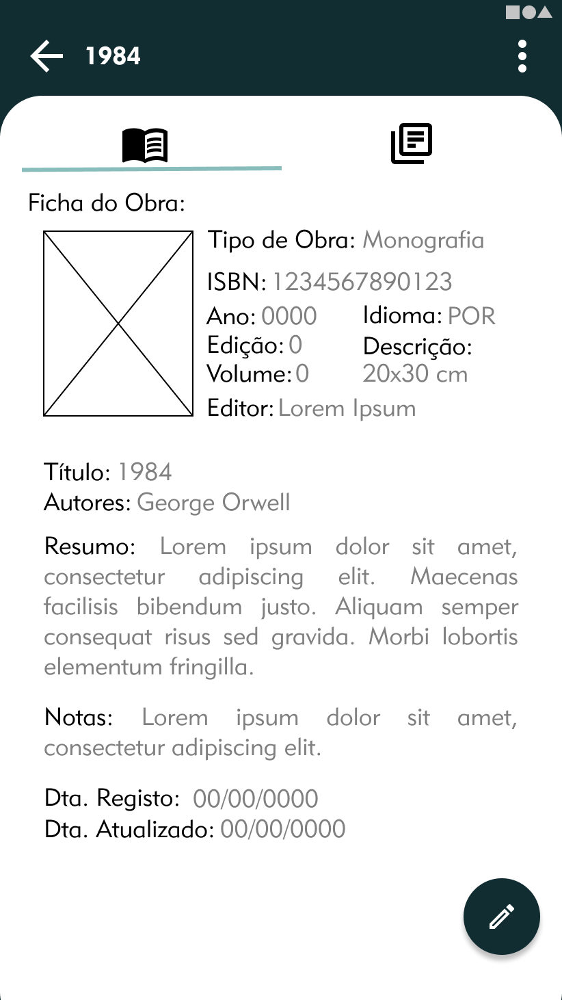 1984
Ficha do Obra:
Tipo de Obra: Monografia
ISBN: 1234567890123
Ano: 0000
Idioma: POR
Edição: 0
Descrição:
Volume: 0
20x30 cm
Editor: Lorem Ipsum
Título: 1984
Autores: George Orwell
Resumo: Lorem ipsum dolor sit amet,
consectetur adipiscing elit. Maecenas
facilisis bibendum justo. Aliquam semper
consequat risus sed gravida. Morbi lobortis
elementum fringilla.
Notas: Lorem ipsum dolor sit amet,
consectetur adipiscing elit.
Dta. Registo: 00/00/0000
Dta. Atualizado: 00/00/0000